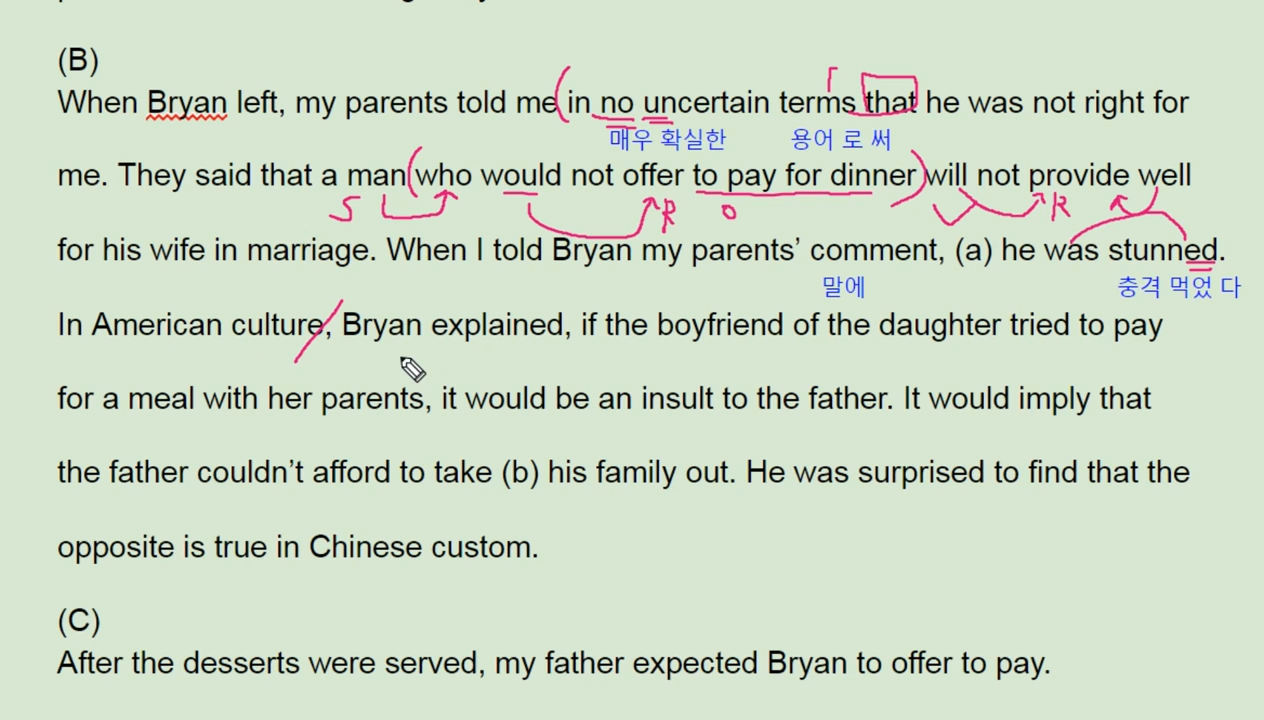 (B)
When Bryan left, my parents told me in no uncertain terms that he was not right for
매우 확실한 용어 로 써
me. They said that a man who would not offer to pay for dinner will not provide well
S R O R
for his wife in marriage. When I told Bryan my parents’ comment, (a) he was stunned.
말에 충격 먹었 다
In American culture, Bryan explained, if the boyfriend of the daughter tried to pay
for a meal with her parents, it would be an insult to the father. It would imply that
the father couldn’t afford to take (b) his family out. He was surprised to find that the
opposite is true in Chinese custom.
(C)
After the desserts were served, my father expected Bryan to offer to pay.